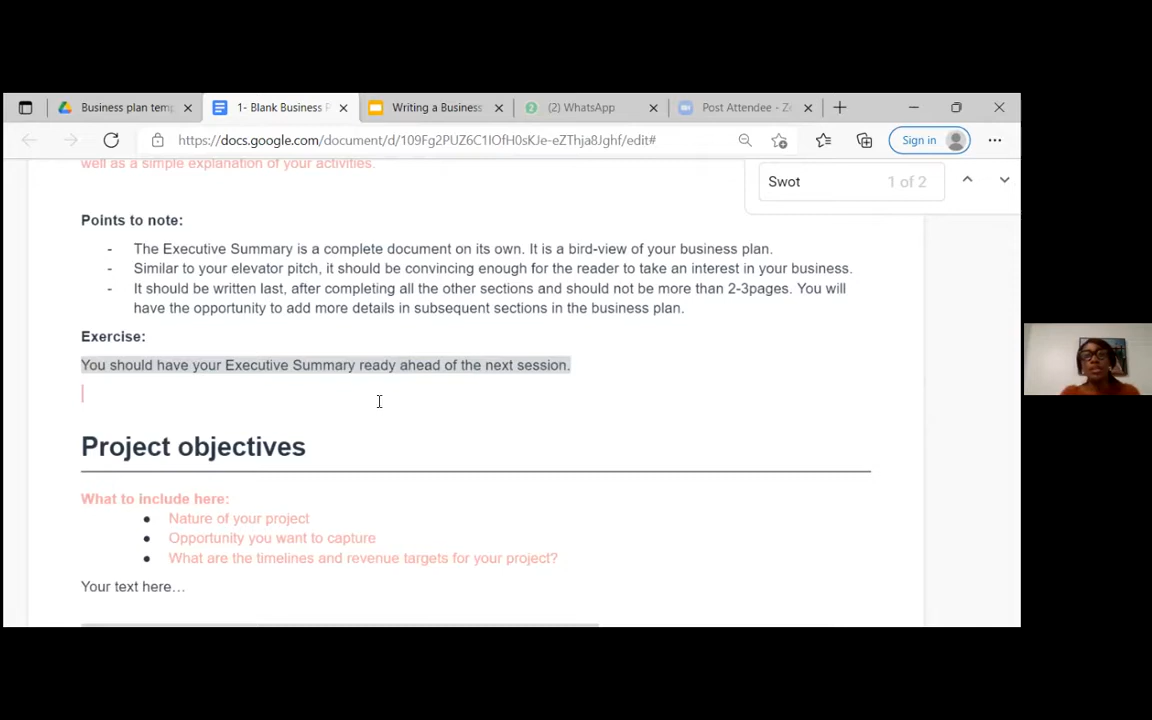 Business plan tem
1- Blank Business P
Writing a Business
(2) WhatsApp
Post Attendee - Z
https://docs.google.com/document/d/109Fg2PUZ6C1lOfH0sKJe-eZThja8Jghf/edit#
Sign in
well as a simple explanation of your activities.
Swot 1 of 2
Points to note:
- The Executive Summary is a complete document on its own. It is a bird-view of your business plan.
- Similar to your elevator pitch, it should be convincing enough for the reader to take an interest in your business.
- It should be written last, after completing all the other sections and should not be more than 2-3pages. You will
have the opportunity to add more details in subsequent sections in the business plan.
Exercise:
You should have your Executive Summary ready ahead of the next session.
Project objectives
What to include here:
● Nature of your project
● Opportunity you want to capture
● What are the timelines and revenue targets for your project?
Your text here…